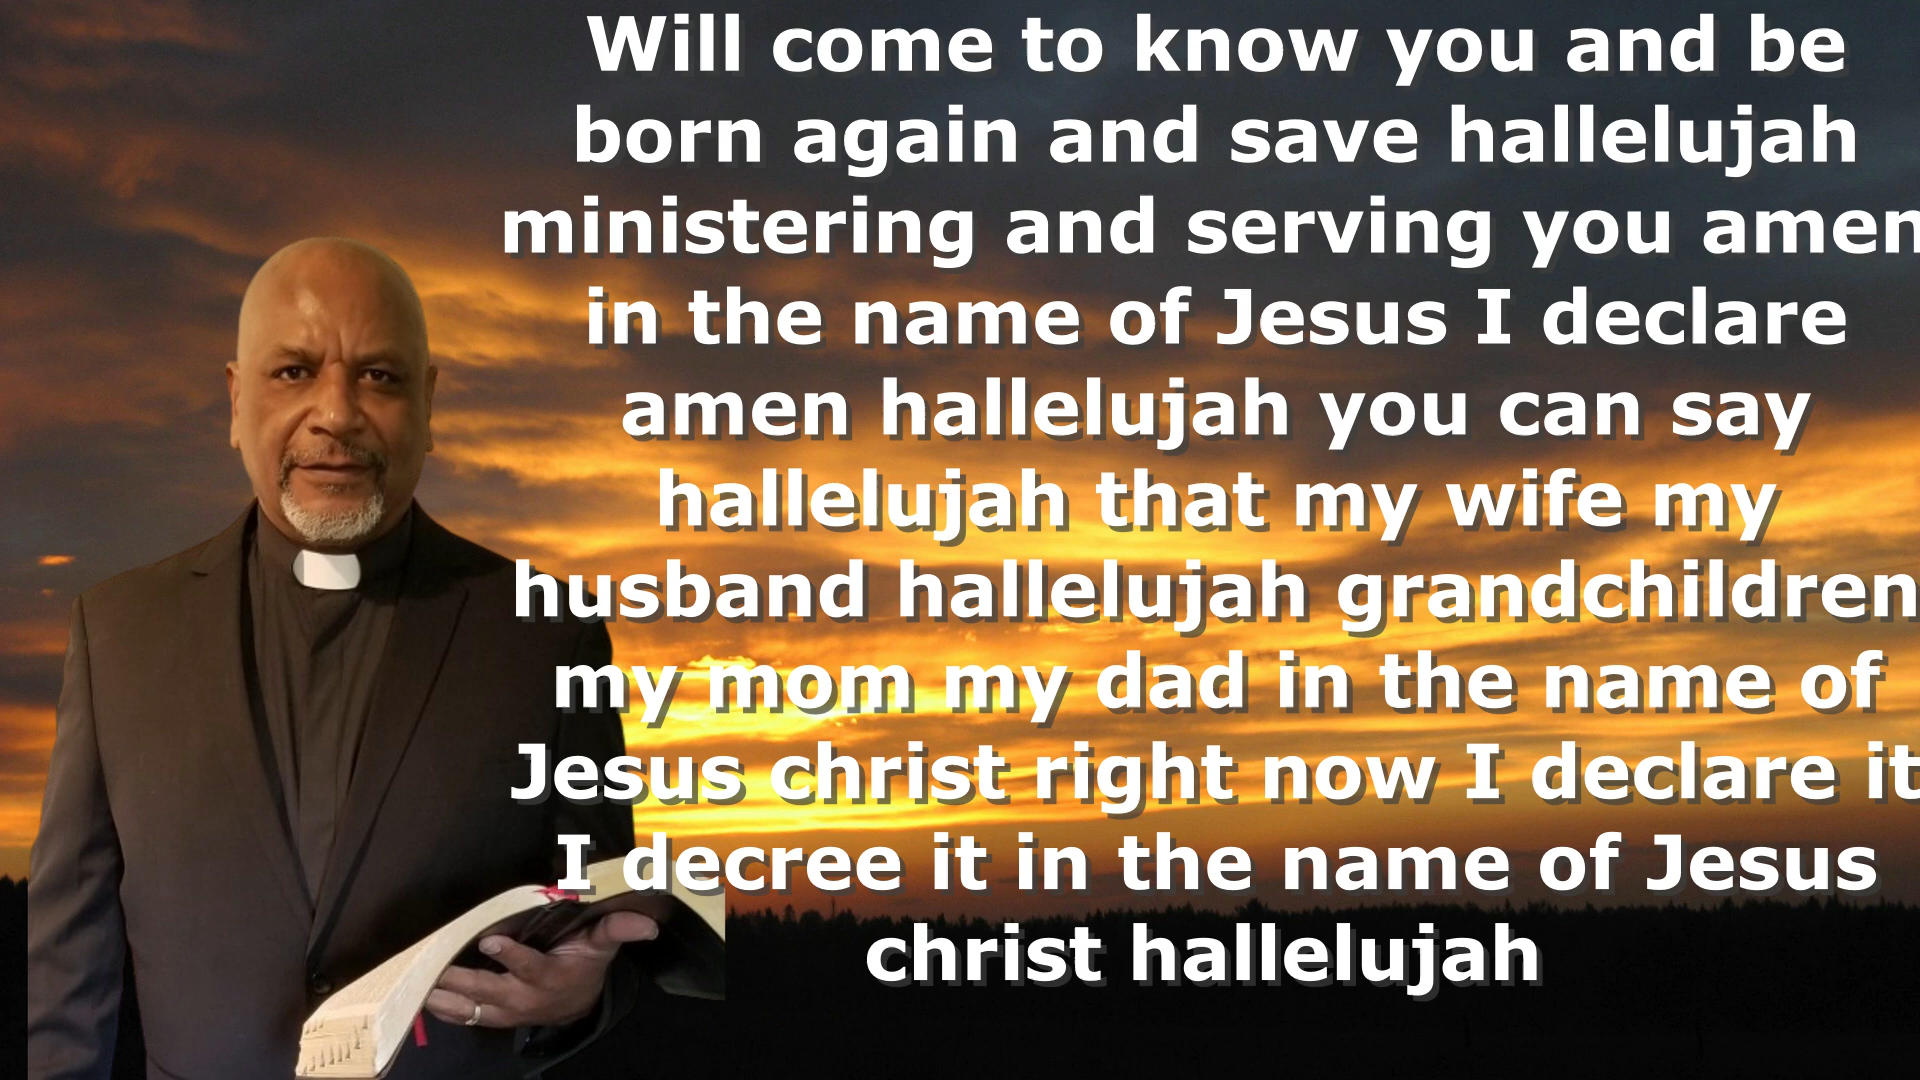 Will come to know you and be
born again and save hallelujah
ministering and serving you amen
in the name of Jesus I declare
amen hallelujah you can say
hallelujah that my wife my
husband hallelujah grandchildren
my mom my dad in the name of
Jesus christ right now I declare it
I decree it in the name of Jesus
christ hallelujah